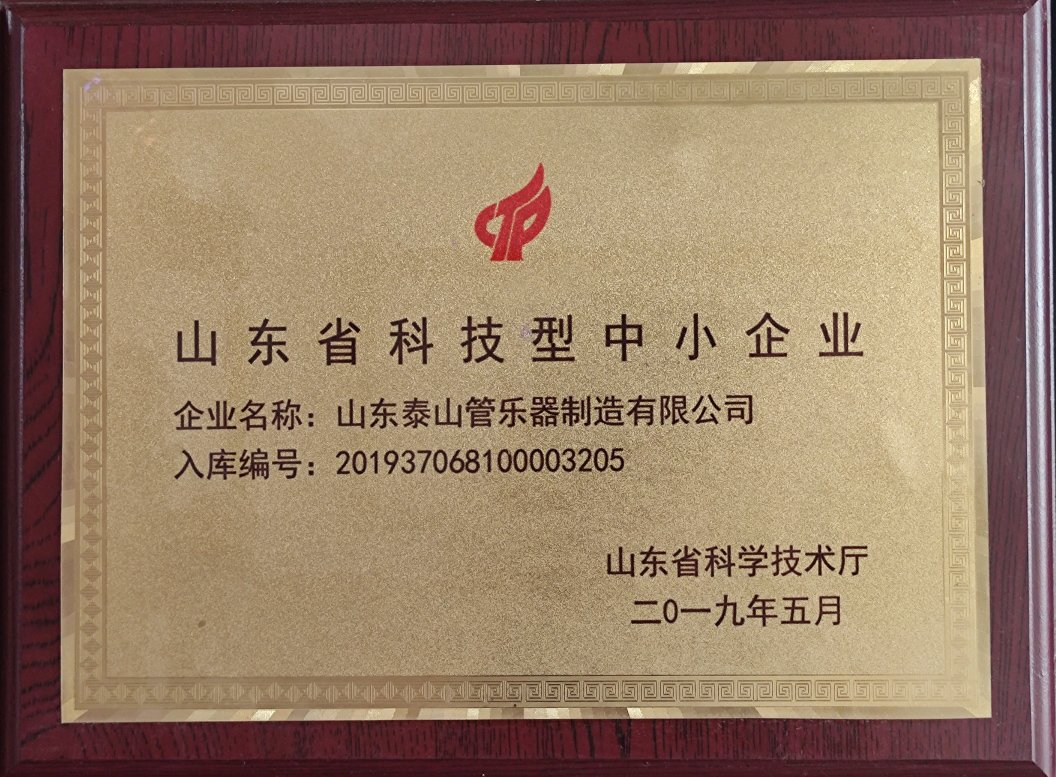 山东省科技型中小企业
企业名称：山东泰山管乐器制造有限公司
入库编号：201937068100003205
山东省科学技术厅
二0一九年五月